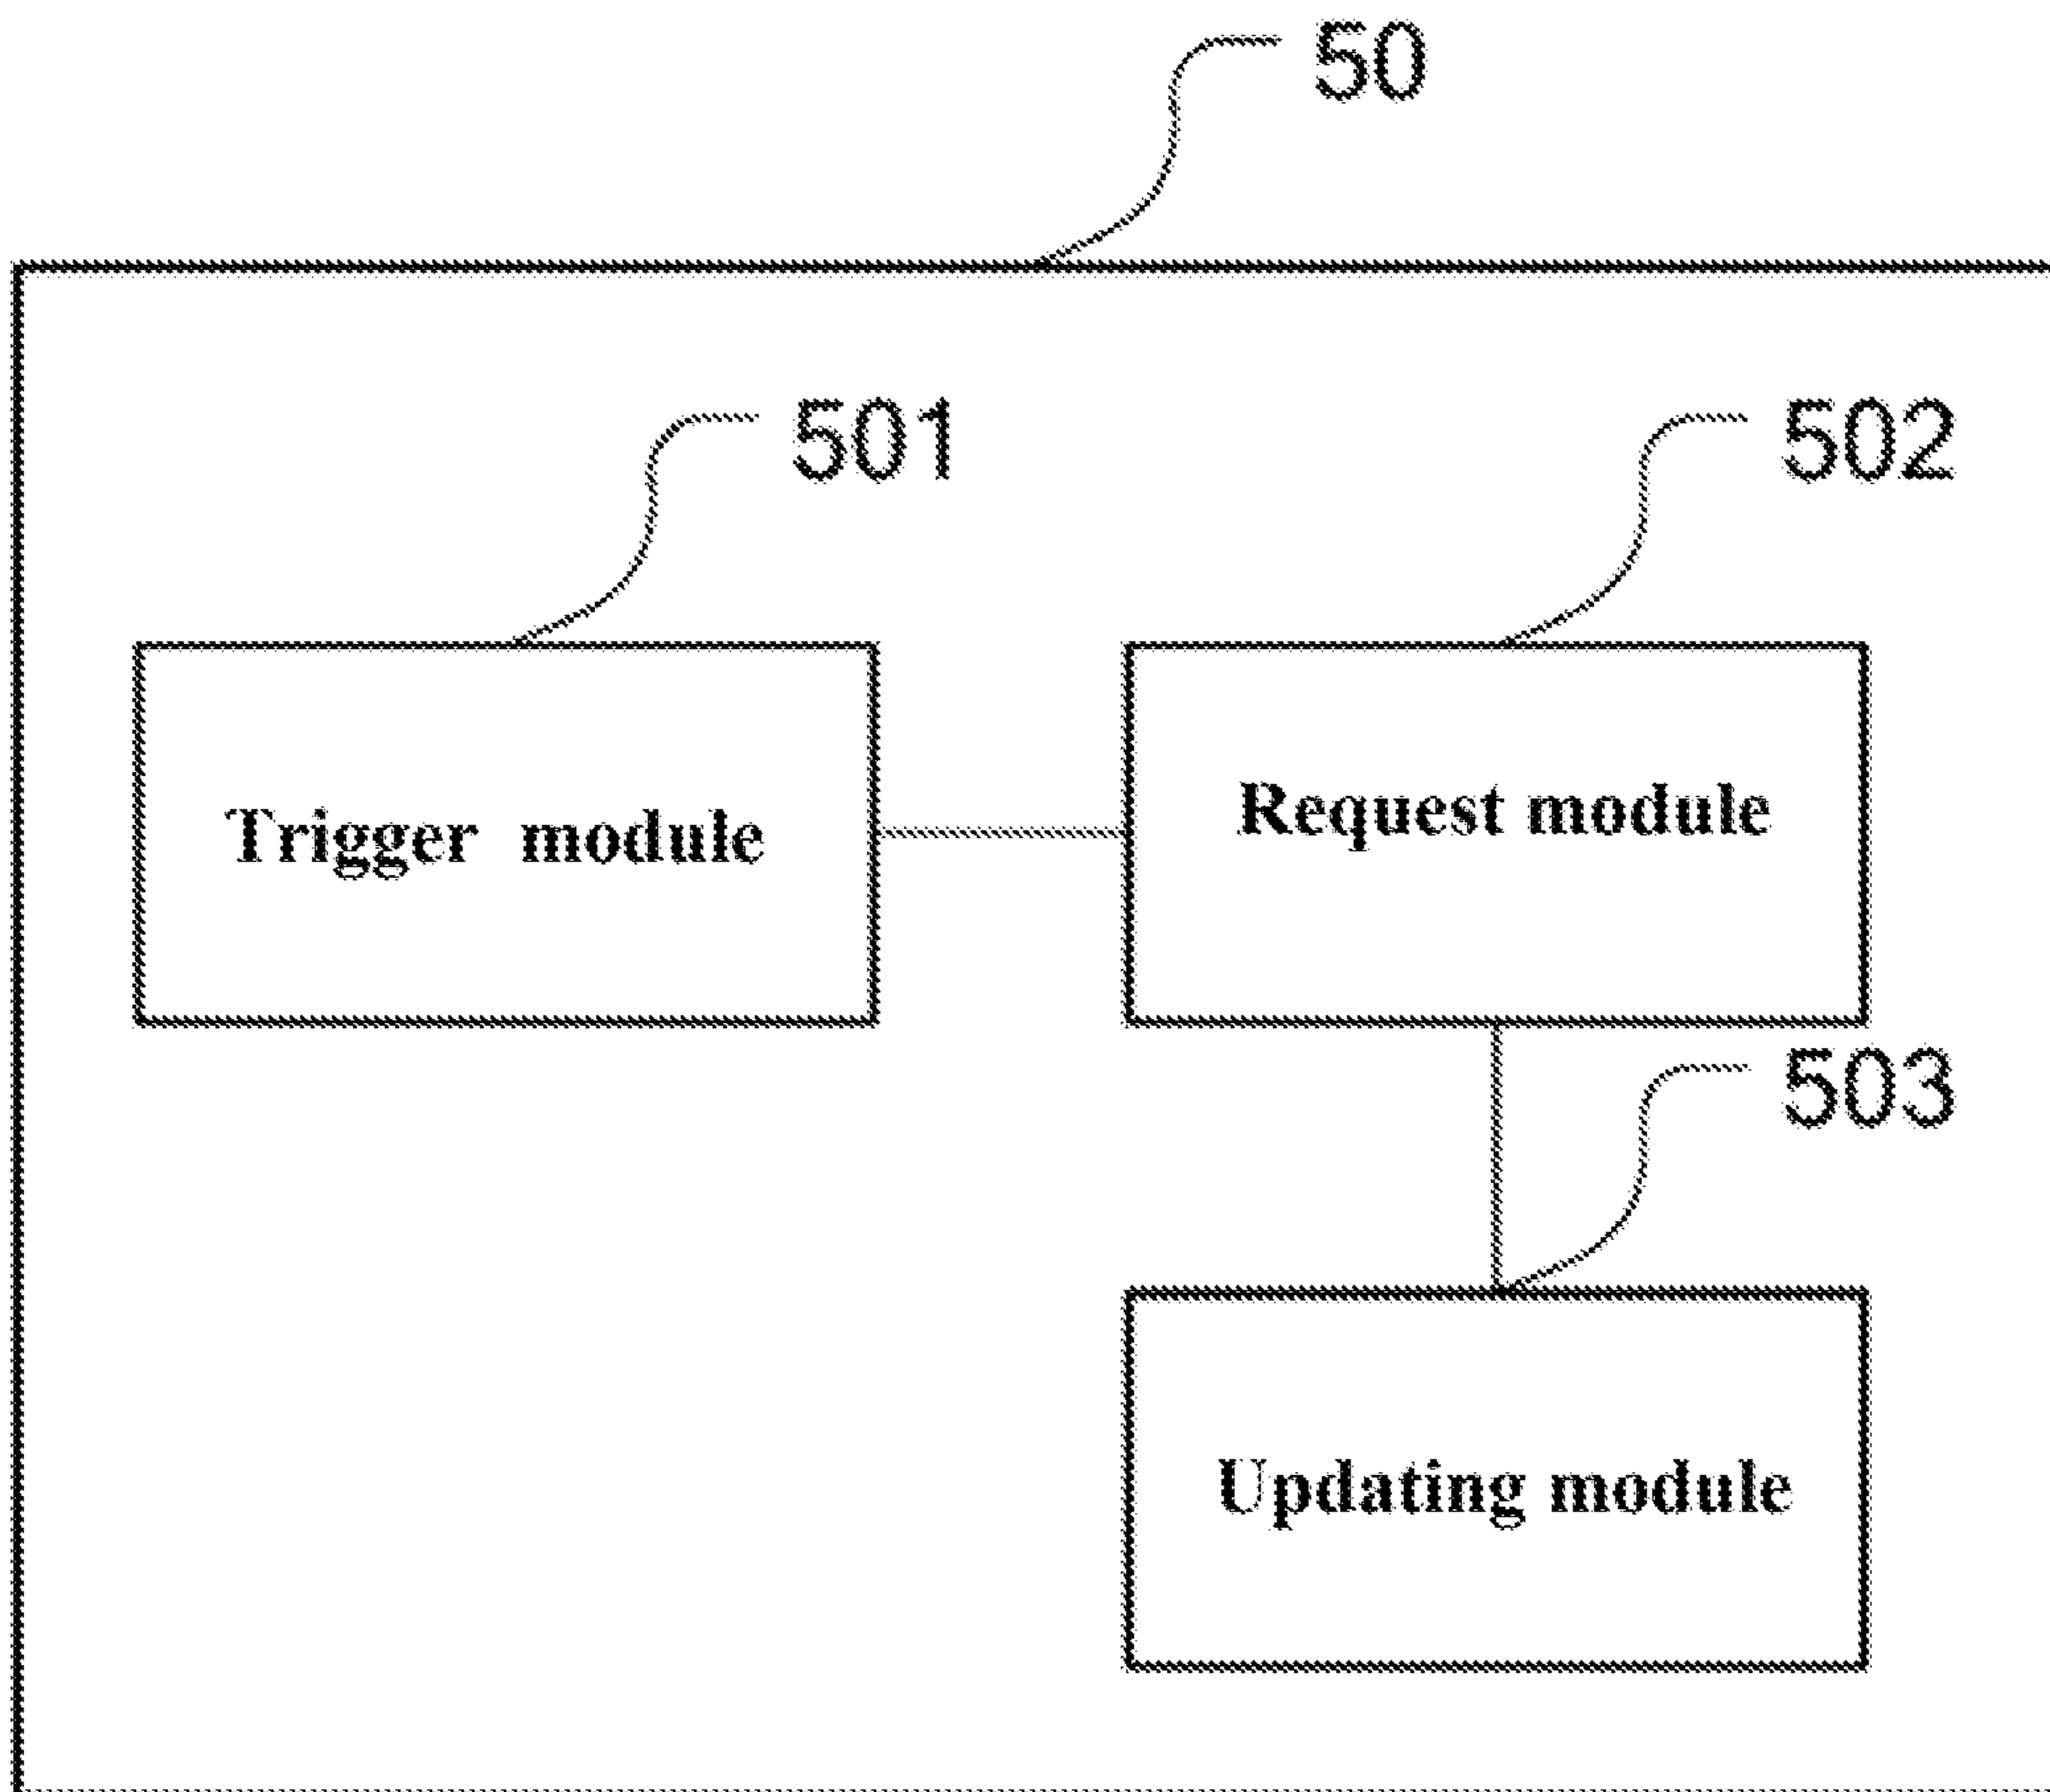 50
501
502
Trigger module
Request module
503
Updating module